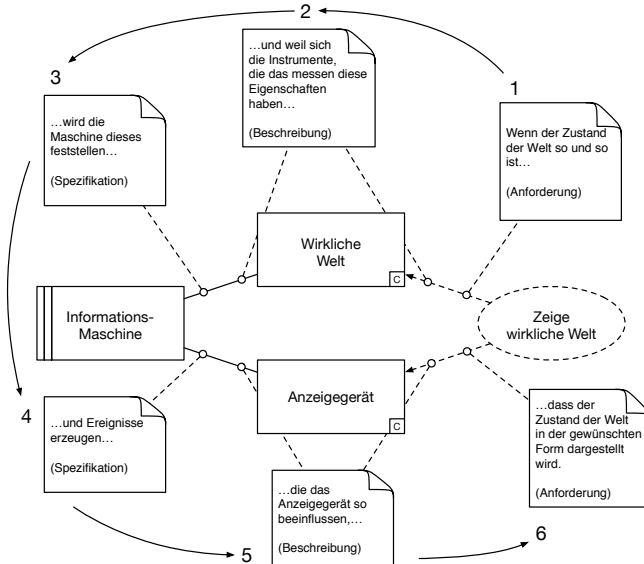 2
…und weil sich
die Instrumente,
die das messen diese
Eigenschaften
haben…
(Beschreibung)
3
…wird die
Maschine dieses
feststellen…
(Spezifikation)
1
Wenn der Zustand
der Welt so und so
ist…
(Anforderung)
Wirkliche
Welt
C
Informations-
Maschine
Zeige
wirkliche Welt
Anzeigegerät
C
4
…und Ereignisse
erzeugen…
(Spezifikation)
…dass der
Zustand der Welt
in der gewünschten
Form dargestellt
wird.
(Anforderung)
5
…die das
Anzeigegerät so
beeinflussen,…
(Beschreibung)
6